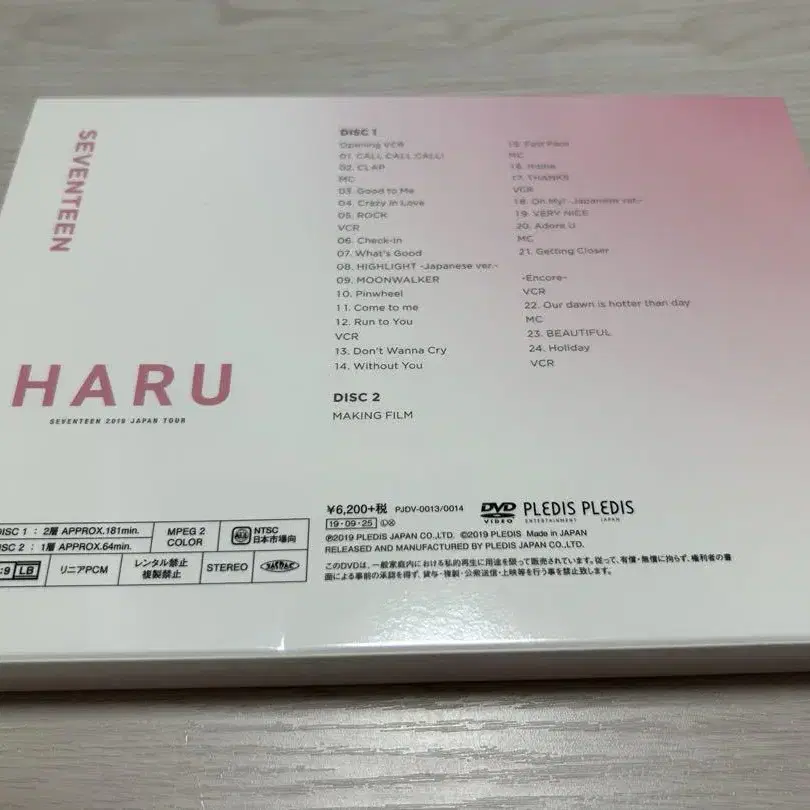 SEVENTEEN
HARU
SEVENTEEN 2019 JAPAN TOUR
DISC 1
Opening VCR
01. CALL CALL CALL!
02. CLAP
MC
03. Good to Me
04. Crazy in Love
05. ROCK
VCR
06. Check-In
07. What's Good
08. HIGHLIGHT -Japanese ver.-
09. MOONWALKER
10. Pinwheel
11. Come to me
12. Run to You
VCR
13. Don't Wanna Cry
14. Without You
15. Fast Pace
MC
16. Home
17. THANKS
VCR
18. Oh My! -Japanese ver.-
19. VERY NICE
20. Adore U
MC
21. Getting Closer
-Encore-
VCR
22. Our dawn is hotter than day
MC
23. BEAUTIFUL
24. Holiday
VCR
DISC 2
MAKING FILM
¥6,200+税 PJDV-0013/0014
19・09・25
DVD VIDEO
PLEDIS ENTERTAINMENT
PLEDIS JAPAN
℗2019 PLEDIS JAPAN CO.,LTD. ©2019 PLEDIS Made in JAPAN
RELEASED AND MANUFACTURED BY PLEDIS JAPAN CO.,LTD.
このDVDは、一般家庭内における私的再生に用途を限って販売されています。従って、有償・無償に拘らず、権利者の書
面による事前の承諾を得ず、貸与・複製・公衆送信・上映等を行う事を禁止致します。
DISC 1 : 2層 APPROX.181min.
DISC 2 : 1層 APPROX.64min.
MPEG 2
COLOR
ALL
NTSC
日本市場向
:9 LB
リニアPCM
レンタル禁止
複製禁止
STEREO